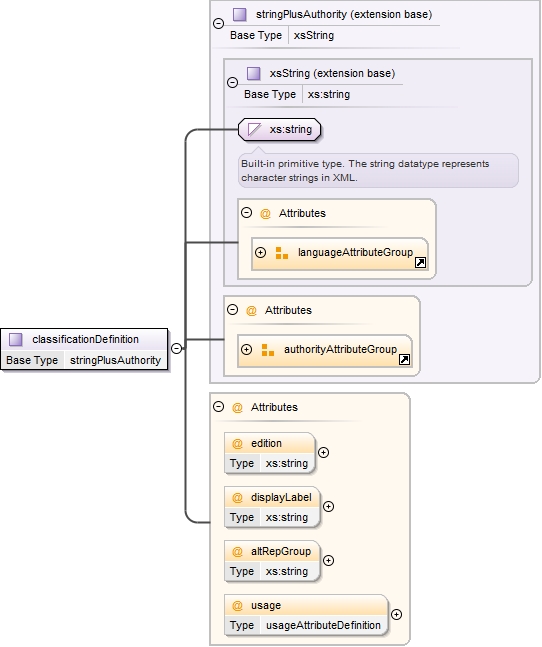 stringPlusAuthority (extension base)
Base Type xsString
xsString (extension base)
Base Type xs:string
xs:string
Built-in primitive type. The string datatype represents
character strings in XML.
@ Attributes
languageAttributeGroup
@ Attributes
authorityAttributeGroup
classificationDefinition
Base Type stringPlusAuthority
@ Attributes
@ edition
Type xs:string
@ displayLabel
Type xs:string
@ altRepGroup
Type xs:string
@ usage
Type usageAttributeDefinition